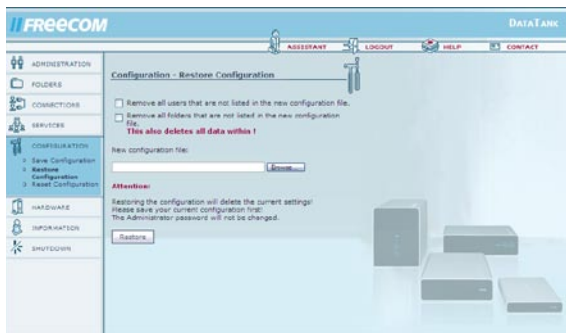 FREECOM
DATATANK
ASSISTANT
LOGOUT
HELP
CONTACT
ADMINISTRATION
FOLDERS
CONNECTIONS
SERVICES
CONFIGURATION
Save Configuration
Restore
Configuration
Reset Configuration
HARDWARE
INFORMATION
SHUTDOWN
Configuration - Restore Configuration
Remove all users that are not listed in the new configuration file.
Remove all folders that are not listed in the new configuration
file.
This also deletes all data within !
New configuration file:
Browse...
Attention:
Restoring the configuration will delete the current settings!
Please save your current configuration first!
The Administrator password will not be changed.
Restore